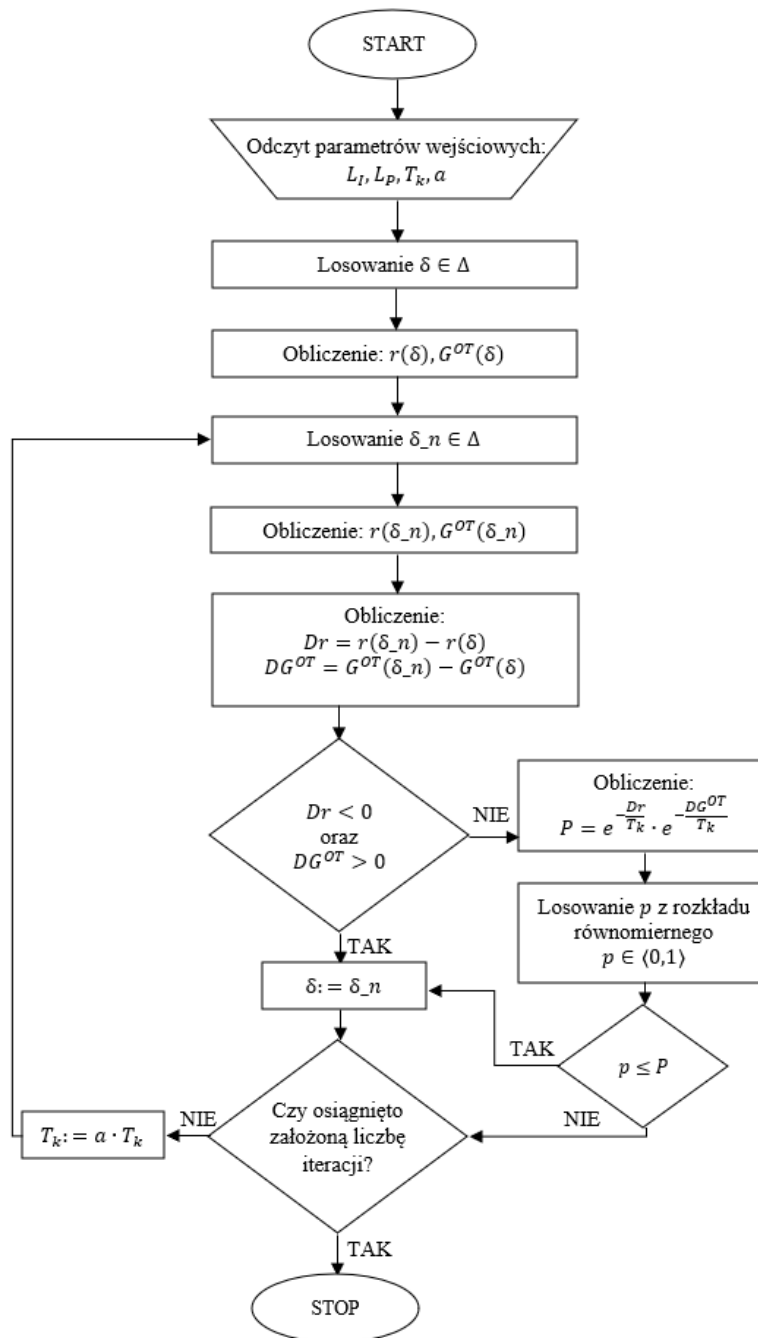 START
Odczyt parametrów wejściowych:
L_I, L_P, T_k, a
Losowanie δ ∈ Δ
Obliczenie: r(δ), G^{OT}(δ)
Losowanie δ_n ∈ Δ
Obliczenie: r(δ_n), G^{OT}(δ_n)
Obliczenie:
Dr = r(δ_n) − r(δ)
DG^{OT} = G^{OT}(δ_n) − G^{OT}(δ)
Dr < 0
oraz
DG^{OT} > 0
NIE
Obliczenie:
P = e^{-\frac{Dr}{T_k}} · e^{-\frac{DG^{OT}}{T_k}}
Losowanie p z rozkładu
równomiernego
p ∈ ⟨0,1⟩
TAK
δ: = δ_n
TAK
p ≤ P
NIE
Czy osiągnięto
założoną liczbę
iteracji?
NIE
T_k: = a · T_k
TAK
STOP